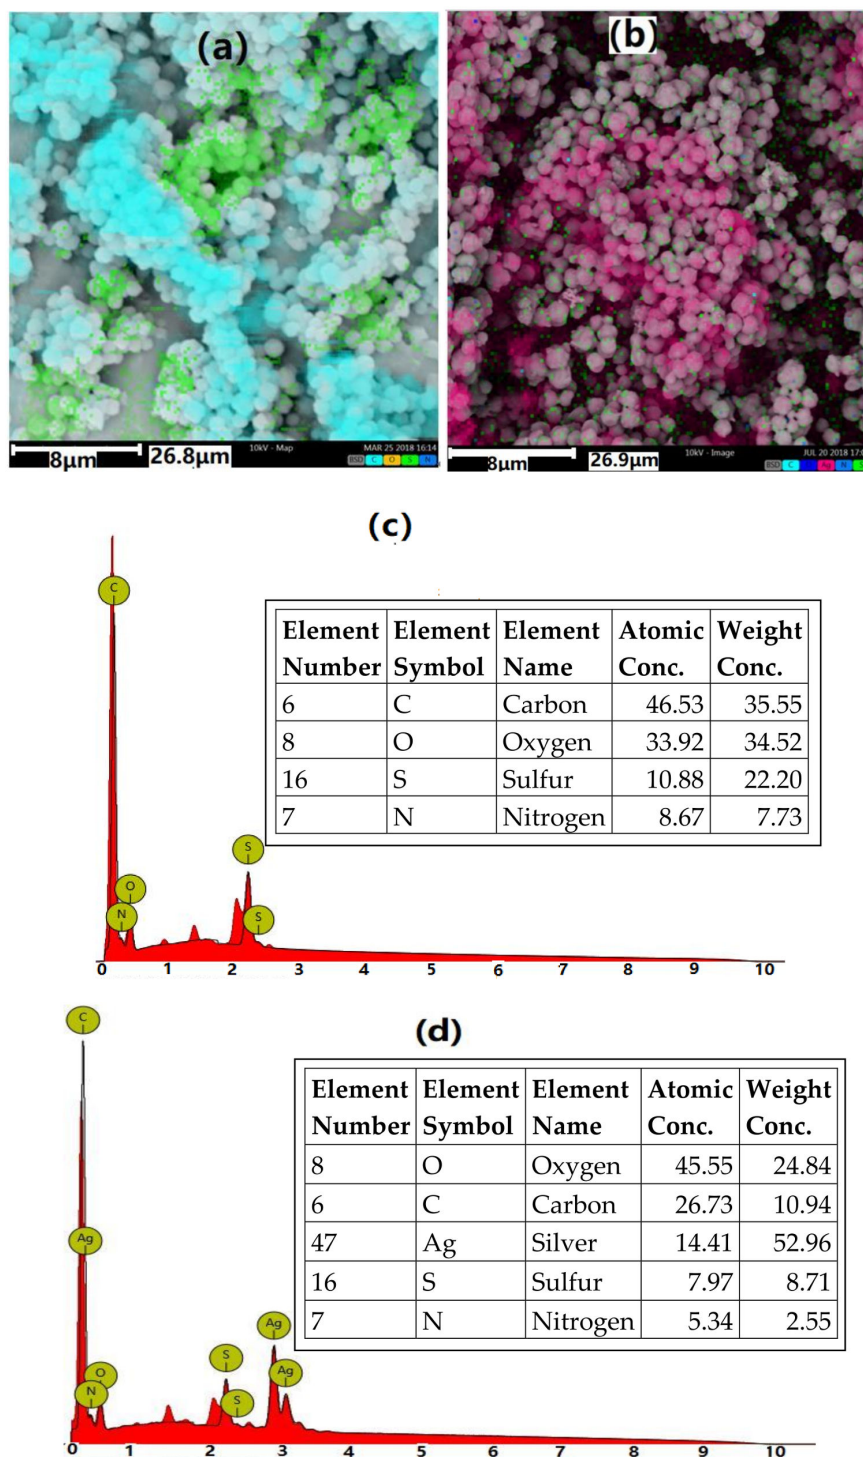 (a)
(b)
8μm 26.8μm 10kV - Map MAR 25 2018 16:14
BSD C O S N
8μm 26.9μm 10kV - Image JUL 20 2018 17:0
BSD C Ag N S
(c)
C
Element Number Element Symbol Element Name Atomic Conc. Weight Conc.
6 C Carbon 46.53 35.55
8 O Oxygen 33.92 34.52
16 S Sulfur 10.88 22.20
7 N Nitrogen 8.67 7.73
S
O
N
S
0 1 2 3 4 5 6 7 8 9 10
(d)
C
Element Number Element Symbol Element Name Atomic Conc. Weight Conc.
8 O Oxygen 45.55 24.84
6 C Carbon 26.73 10.94
47 Ag Silver 14.41 52.96
16 S Sulfur 7.97 8.71
7 N Nitrogen 5.34 2.55
Ag
Ag
S
O
Ag
N
S
0 1 2 3 4 5 6 7 8 9 10